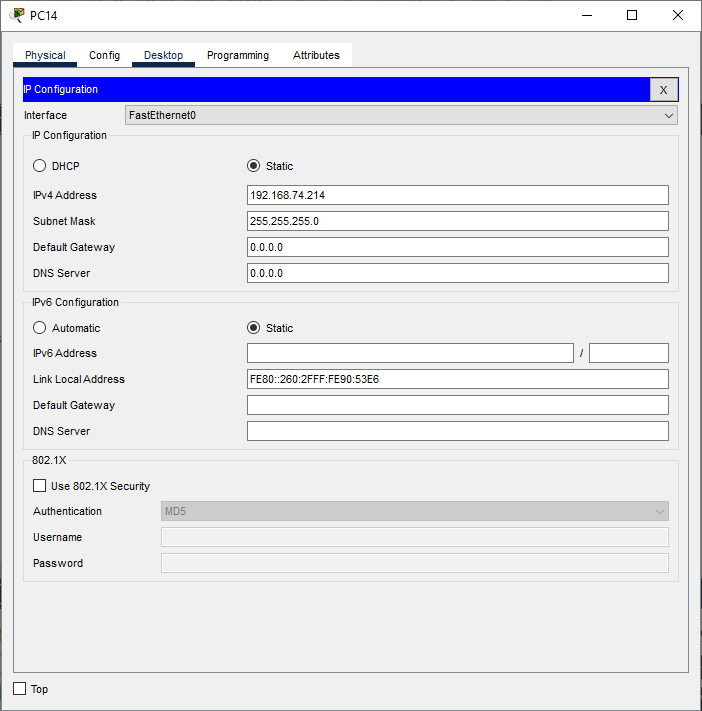 PC14
Physical Config Desktop Programming Attributes
IP Configuration X
Interface FastEthernet0
IP Configuration
DHCP Static
IPv4 Address 192.168.74.214
Subnet Mask 255.255.255.0
Default Gateway 0.0.0.0
DNS Server 0.0.0.0
IPv6 Configuration
Automatic Static
IPv6 Address /
Link Local Address FE80::260:2FFF:FE90:53E6
Default Gateway
DNS Server
802.1X
Use 802.1X Security
Authentication MD5
Username
Password
Top